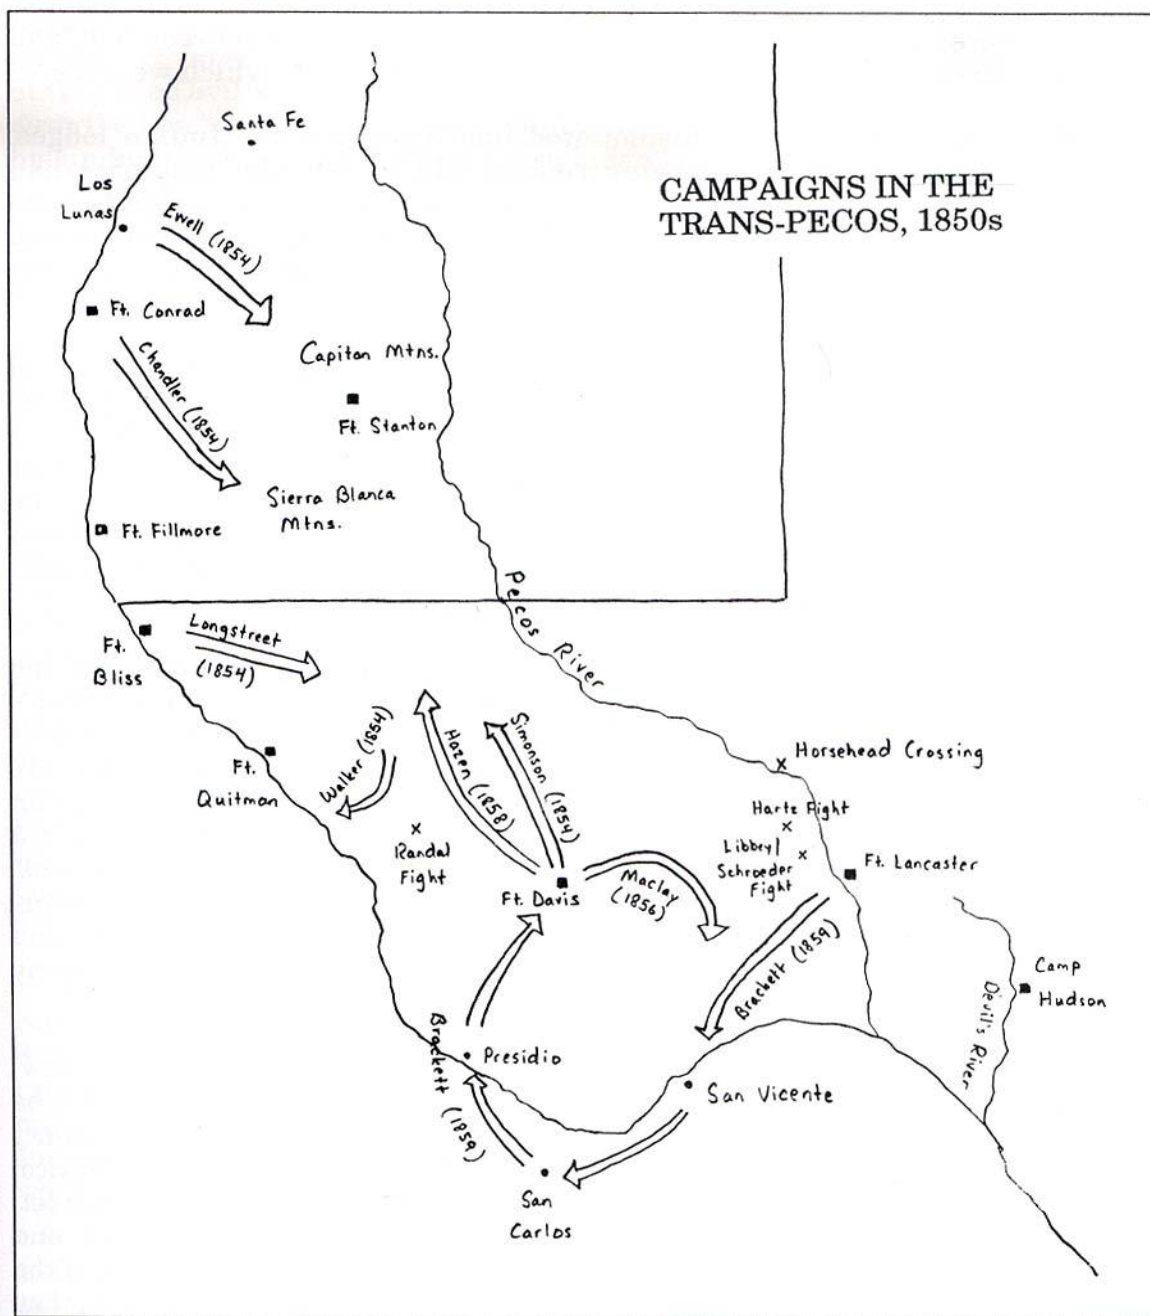 CAMPAIGNS IN THE
TRANS-PECOS, 1850s
Santa Fe
Los
Lunas
Ewell (1854)
Ft. Conrad
Chandler (1854)
Capitan Mtns.
Ft. Stanton
Sierra Blanca
Mtns.
Ft. Fillmore
Pecos River
Ft.
Bliss
Longstreet
(1854)
Ft.
Quitman
Walker (1854)
Hazen (1858)
Simonson (1854)
Horsehead Crossing
Hartz Fight
Libbey/
Schroeder
Fight
Randal
Fight
Ft. Lancaster
Ft. Davis
Maclay
(1856)
Brackett (1859)
Camp
Hudson
Devil's River
Brackett (1859)
Presidio
San Vicente
San
Carlos